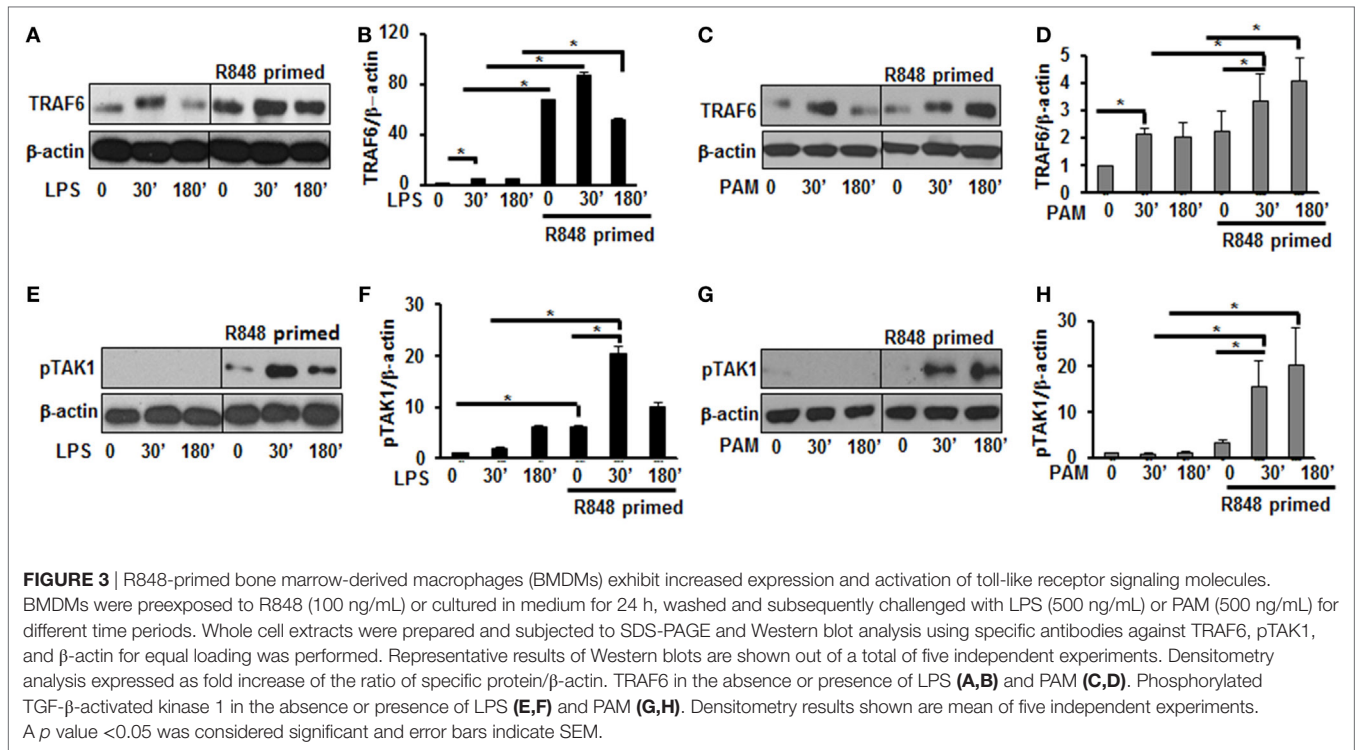 A
R848 primed
TRAF6
β-actin
LPS 0 30' 180' 0 30' 180'
B
120
80
40
0
TRAF6/β-actin
* * * *
LPS 0 30' 180' 0 30' 180'
R848 primed
C
R848 primed
TRAF6
β-actin
PAM 0 30' 180' 0 30' 180'
D
5
4
3
2
1
0
TRAF6/β-actin
* * * *
PAM 0 30' 180' 0 30' 180'
R848 primed
E
R848 primed
pTAK1
β-actin
LPS 0 30' 180' 0 30' 180'
F
30
20
10
0
pTAK1/β-actin
* * *
LPS 0 30' 180' 0 30' 180'
R848 primed
G
R848 primed
pTAK1
β-actin
PAM 0 30' 180' 0 30' 180'
H
30
20
10
0
pTAK1/β-actin
* * *
PAM 0 30' 180' 0 30' 180'
R848 primed
FIGURE 3 | R848-primed bone marrow-derived macrophages (BMDMs) exhibit increased expression and activation of toll-like receptor signaling molecules.
BMDMs were preexposed to R848 (100 ng/mL) or cultured in medium for 24 h, washed and subsequently challenged with LPS (500 ng/mL) or PAM (500 ng/mL) for
different time periods. Whole cell extracts were prepared and subjected to SDS-PAGE and Western blot analysis using specific antibodies against TRAF6, pTAK1,
and β-actin for equal loading was performed. Representative results of Western blots are shown out of a total of five independent experiments. Densitometry
analysis expressed as fold increase of the ratio of specific protein/β-actin. TRAF6 in the absence or presence of LPS (A,B) and PAM (C,D). Phosphorylated
TGF-β-activated kinase 1 in the absence or presence of LPS (E,F) and PAM (G,H). Densitometry results shown are mean of five independent experiments.
A p value <0.05 was considered significant and error bars indicate SEM.